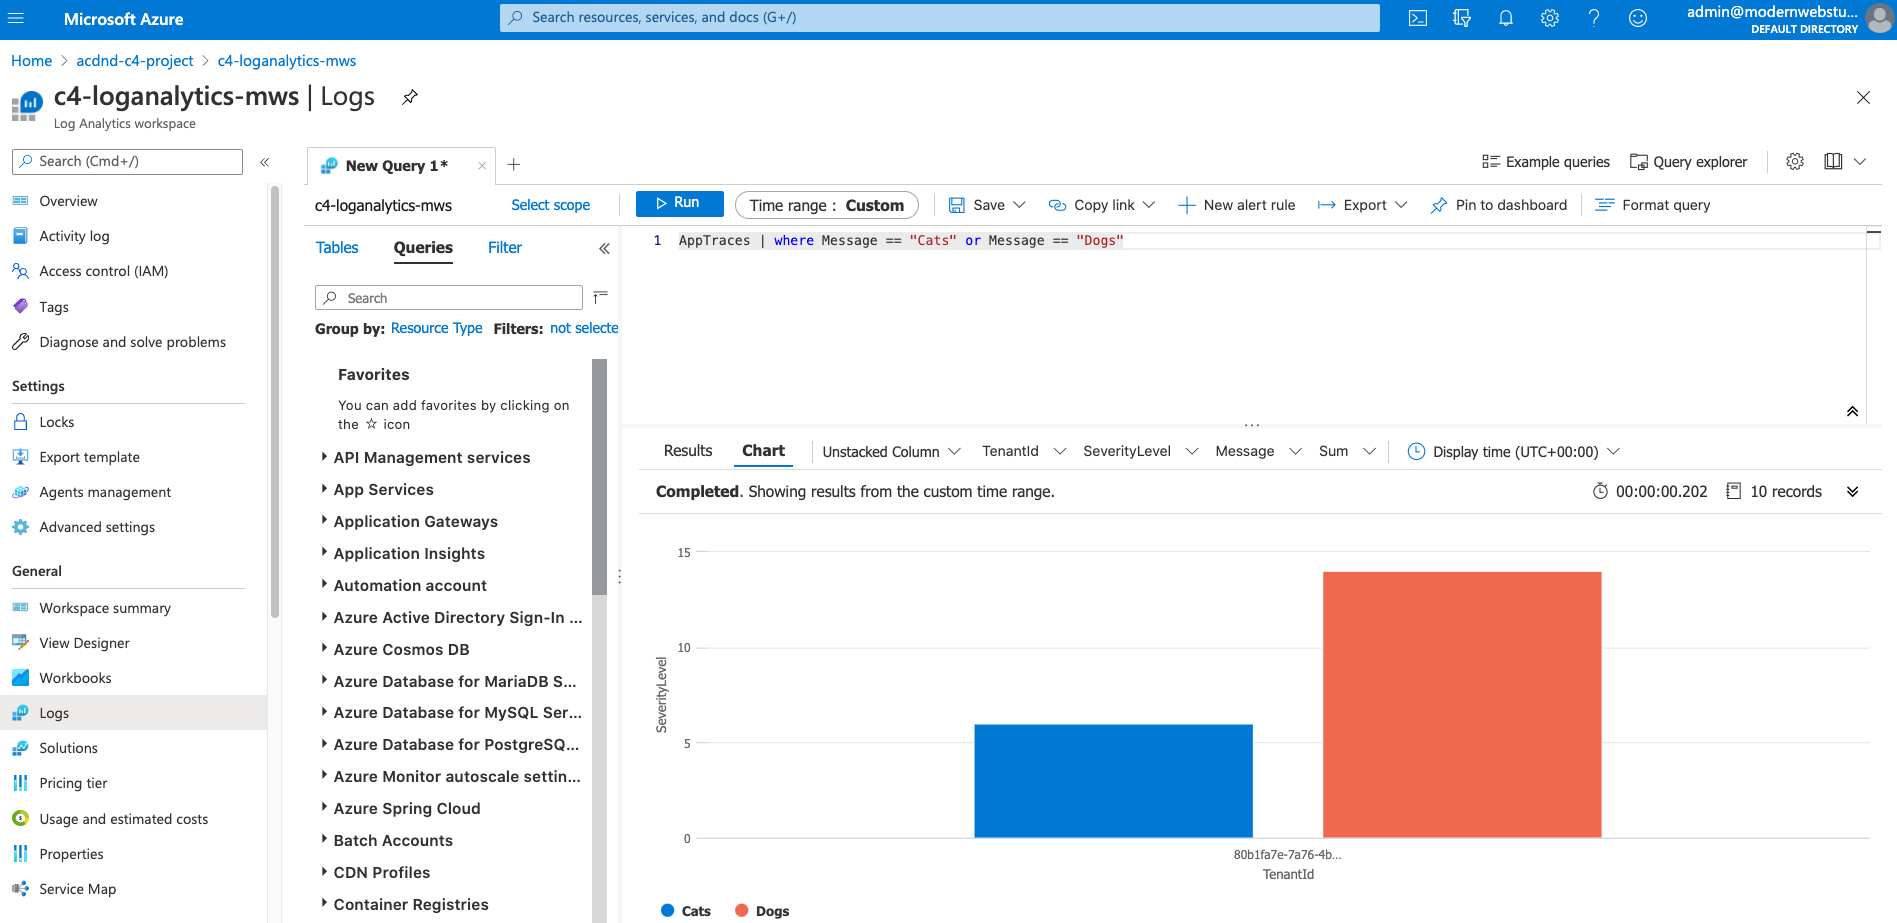 Microsoft Azure
Search resources, services, and docs (G+/)
admin@modernwebstu...
DEFAULT DIRECTORY
Home > acdnd-c4-project > c4-loganalytics-mws
c4-loganalytics-mws | Logs
Log Analytics workspace
Search (Cmd+/)
Overview
Activity log
Access control (IAM)
Tags
Diagnose and solve problems
Settings
Locks
Export template
Agents management
Advanced settings
General
Workspace summary
View Designer
Workbooks
Logs
Solutions
Pricing tier
Usage and estimated costs
Properties
Service Map
New Query 1*
Example queries
Query explorer
c4-loganalytics-mws
Select scope
Run
Time range : Custom
Save
Copy link
New alert rule
Export
Pin to dashboard
Format query
Tables
Queries
Filter
Search
Group by: Resource Type Filters: not selecte
Favorites
You can add favorites by clicking on
the ☆ icon
API Management services
App Services
Application Gateways
Application Insights
Automation account
Azure Active Directory Sign-In ...
Azure Cosmos DB
Azure Database for MariaDB S...
Azure Database for MySQL Ser...
Azure Database for PostgreSQ...
Azure Monitor autoscale settin...
Azure Spring Cloud
Batch Accounts
CDN Profiles
Container Registries
1 AppTraces | where Message == "Cats" or Message == "Dogs"
Results
Chart
Unstacked Column
TenantId
SeverityLevel
Message
Sum
Display time (UTC+00:00)
Completed. Showing results from the custom time range.
00:00:00.202
10 records
15
10
5
0
SeverityLevel
80b1fa7e-7a76-4b...
TenantId
Cats
Dogs